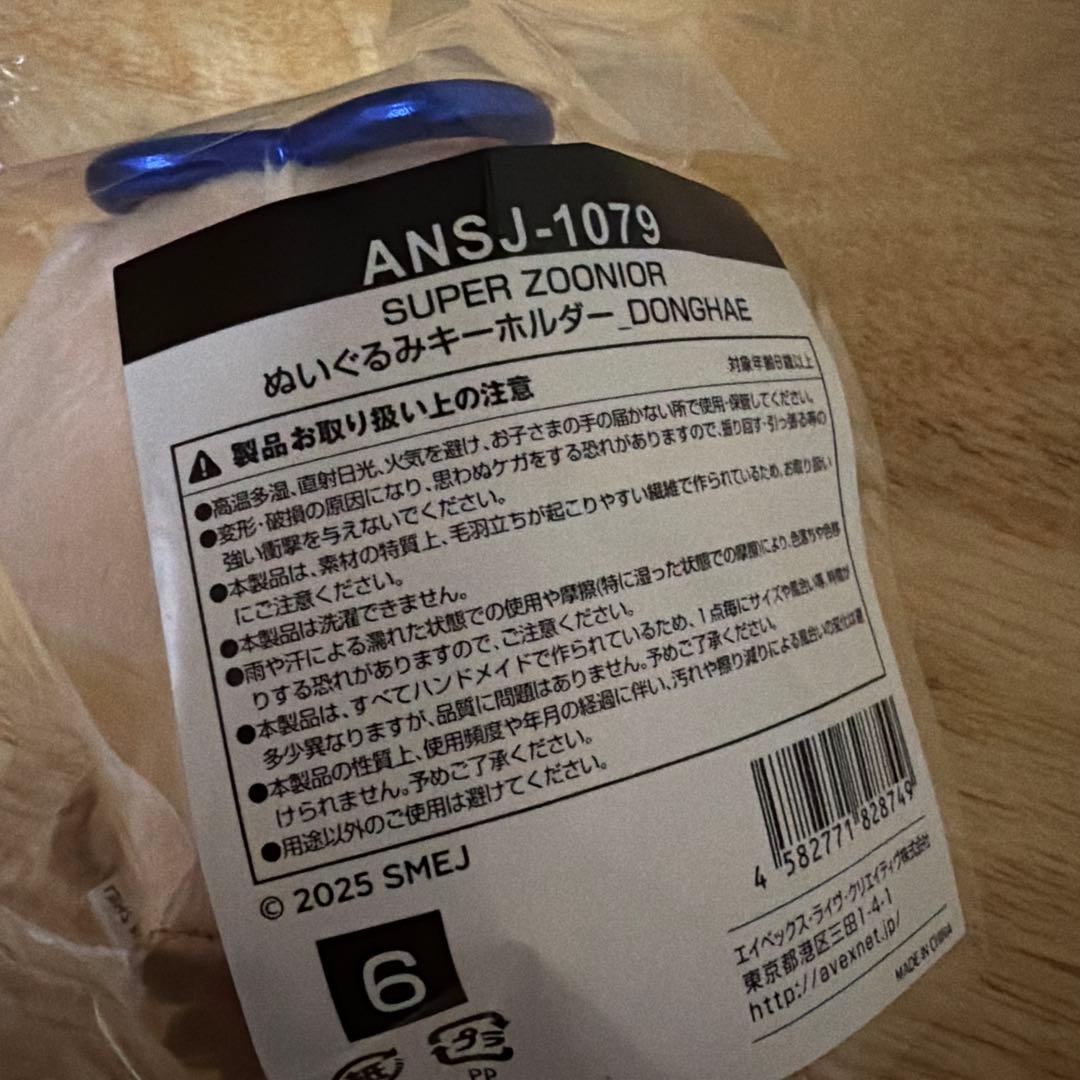 ANSJ-1079
SUPER ZOONIOR
ぬいぐるみキーホルダー_DONGHAE
対象年齢8歳以上
製品お取り扱い上の注意
●高温多湿、直射日光、火気を避け、お子さまの手の届かない所で使用・保管してください。
●変形・破損の原因になり、思わぬケガをする恐れがありますので、振り回す・引っ張る等の
強い衝撃を与えないでください。
●本製品は、素材の特質上、毛羽立ちが起こりやすい繊維で作られているため、お取り扱い
にご注意ください。
●本製品は洗濯できません。
●雨や汗による濡れた状態での使用や摩擦(特に湿った状態での摩擦)により、色落ちや色移
りする恐れがありますので、ご注意ください。
●本製品は、すべてハンドメイドで作られているため、1点毎にサイズや風合い等、時間が
多少異なりますが、品質に問題はありません。予めご了承ください。
●本製品の性質上、使用頻度や年月の経過に伴い、汚れや擦り減りによる風合いの変化は避
けられません。予めご了承ください。
●用途以外のご使用は避けてください。
© 2025 SMEJ
4 582771 828749
エイベックス・ライヴ・クリエイティヴ株式会社
東京都港区三田1-4-1
http://avexnet.jp/
MADE IN CHINA
6
プラ
紙
PP